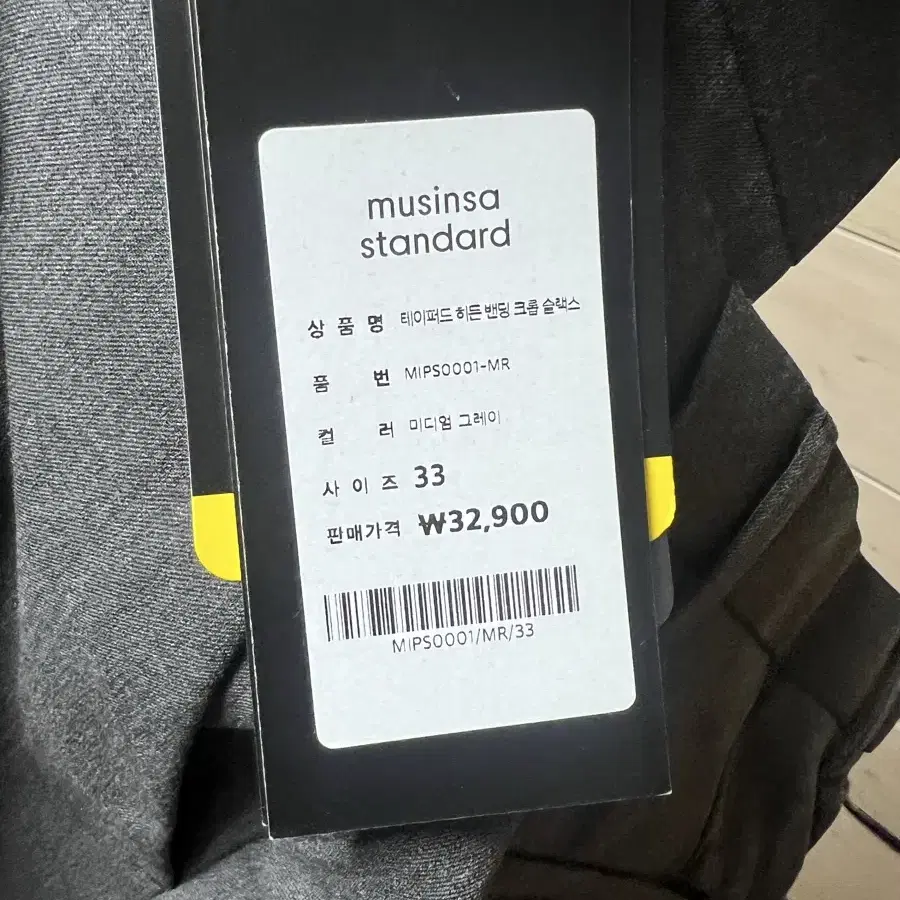 musinsa
standard
상품명 테이퍼드 히든 밴딩 크롭 슬랙스
품번 MIPS0001-MR
컬러 미디엄 그레이
사이즈 33
판매가격 ₩32,900
MIPS0001/MR/33